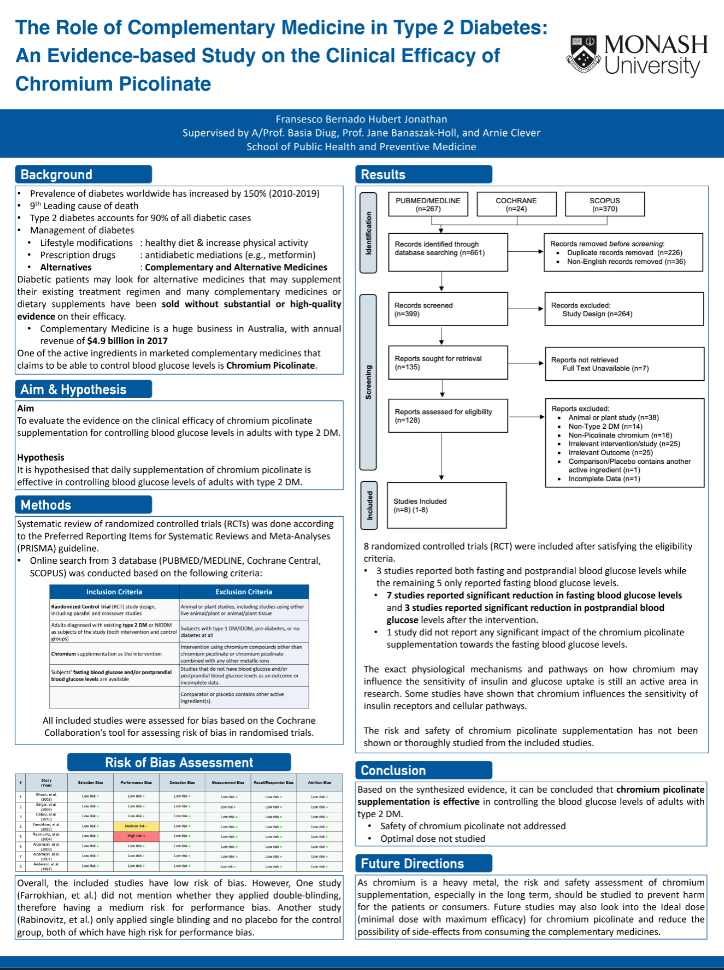 The Role of Complementary Medicine in Type 2 Diabetes:
An Evidence-based Study on the Clinical Efficacy of
Chromium Picolinate
MONASH
University
Fransesco Bernado Hubert Jonathan
Supervised by A/Prof. Basia Diug, Prof. Jane Banaszak-Holl, and Arnie Clever
School of Public Health and Preventive Medicine
Background
• Prevalence of diabetes worldwide has increased by 150% (2010-2019)
• 9th Leading cause of death
• Type 2 diabetes accounts for 90% of all diabetic cases
• Management of diabetes
• Lifestyle modifications : healthy diet & increase physical activity
• Prescription drugs : antidiabetic mediations (e.g., metformin)
• Alternatives : Complementary and Alternative Medicines
Diabetic patients may look for alternative medicines that may supplement
their existing treatment regimen and many complementary medicines or
dietary supplements have been sold without substantial or high-quality
evidence on their efficacy.
• Complementary Medicine is a huge business in Australia, with annual
revenue of $4.9 billion in 2017
One of the active ingredients in marketed complementary medicines that
claims to be able to control blood glucose levels is Chromium Picolinate.
Aim & Hypothesis
Aim
To evaluate the evidence on the clinical efficacy of chromium picolinate
supplementation for controlling blood glucose levels in adults with type 2 DM.
Hypothesis
It is hypothesised that daily supplementation of chromium picolinate is
effective in controlling blood glucose levels of adults with type 2 DM.
Methods
Systematic review of randomized controlled trials (RCTs) was done according
to the Preferred Reporting Items for Systematic Reviews and Meta-Analyses
(PRISMA) guideline.
• Online search from 3 database (PUBMED/MEDLINE, Cochrane Central,
SCOPUS) was conducted based on the following criteria:
Inclusion Criteria
Exclusion Criteria
Randomized Control Trial (RCT) study design,
including parallel and crossover studies
Animal or plant studies, including studies using either
live animal/plant or animal/plant tissue
Adults diagnosed with existing type 2 DM or NIDDM
as subjects of the study (both intervention and control
groups)
Subjects with type 1 DM/IDDM, pre-diabetes, or no
diabetes at all
Chromium supplementation as the intervention
Intervention using chromium compounds other than
chromium picolinate or chromium picolinate
combined with any other metallic ions
Subjects' fasting blood glucose and/or postprandial
blood glucose levels are available
Studies that do not have blood glucose and/or
postprandial blood glucose levels as an outcome or
incomplete data.
Comparator or placebo contains other active
ingredient(s).
All included studies were assessed for bias based on the Cochrane
Collaboration's tool for assessing risk of bias in randomised trials.
Risk of Bias Assessment
# Study (Year) Selection Bias Performance Bias Detection Bias Measurement Bias Recall/Responder Bias Attrition Bias
1 Low risk Low risk Low risk Low risk Low risk Low risk
2 Low risk Low risk Low risk Low risk Low risk Low risk
3 Low risk Low risk Low risk Low risk Low risk Low risk
4 Low risk Medium risk Low risk Low risk Low risk Low risk
5 Low risk High risk Low risk Low risk Low risk Low risk
6 Low risk Low risk Low risk Low risk Low risk Low risk
7 Low risk Low risk Low risk Low risk Low risk Low risk
8 Low risk Low risk Low risk Low risk Low risk Low risk
Overall, the included studies have low risk of bias. However, One study
(Farrokhian, et al.) did not mention whether they applied double-blinding,
therefore having a medium risk for performance bias. Another study
(Rabinovitz, et al.) only applied single blinding and no placebo for the control
group, both of which have high risk for performance bias.
Results
Identification
PUBMED/MEDLINE
(n=267)
COCHRANE
(n=24)
SCOPUS
(n=370)
Records identified through
database searching (n=661)
Records removed before screening:
• Duplicate records removed (n=226)
• Non-English records removed (n=36)
Screening
Records screened
(n=399)
Records excluded:
Study Design (n=264)
Reports sought for retrieval
(n=135)
Reports not retrieved
Full Text Unavailable (n=7)
Reports assessed for eligibility
(n=128)
Reports excluded:
• Animal or plant study (n=38)
• Non-Type 2 DM (n=14)
• Non-Picolinate chromium (n=16)
• Irrelevant intervention/study (n=25)
• Irrelevant Outcome (n=25)
• Comparison/Placebo contains another
active ingredient (n=1)
• Incomplete Data (n=1)
Included
Studies Included
(n=8) (1-8)
8 randomized controlled trials (RCT) were included after satisfying the eligibility
criteria.
• 3 studies reported both fasting and postprandial blood glucose levels while
the remaining 5 only reported fasting blood glucose levels.
• 7 studies reported significant reduction in fasting blood glucose levels
and 3 studies reported significant reduction in postprandial blood
glucose levels after the intervention.
• 1 study did not report any significant impact of the chromium picolinate
supplementation towards the fasting blood glucose levels.
The exact physiological mechanisms and pathways on how chromium may
influence the sensitivity of insulin and glucose uptake is still an active area in
research. Some studies have shown that chromium influences the sensitivity of
insulin receptors and cellular pathways.
The risk and safety of chromium picolinate supplementation has not been
shown or thoroughly studied from the included studies.
Conclusion
Based on the synthesized evidence, it can be concluded that chromium picolinate
supplementation is effective in controlling the blood glucose levels of adults with
type 2 DM.
• Safety of chromium picolinate not addressed
• Optimal dose not studied
Future Directions
As chromium is a heavy metal, the risk and safety assessment of chromium
supplementation, especially in the long term, should be studied to prevent harm
for the patients or consumers. Future studies may also look into the Ideal dose
(minimal dose with maximum efficacy) for chromium picolinate and reduce the
possibility of side-effects from consuming the complementary medicines.